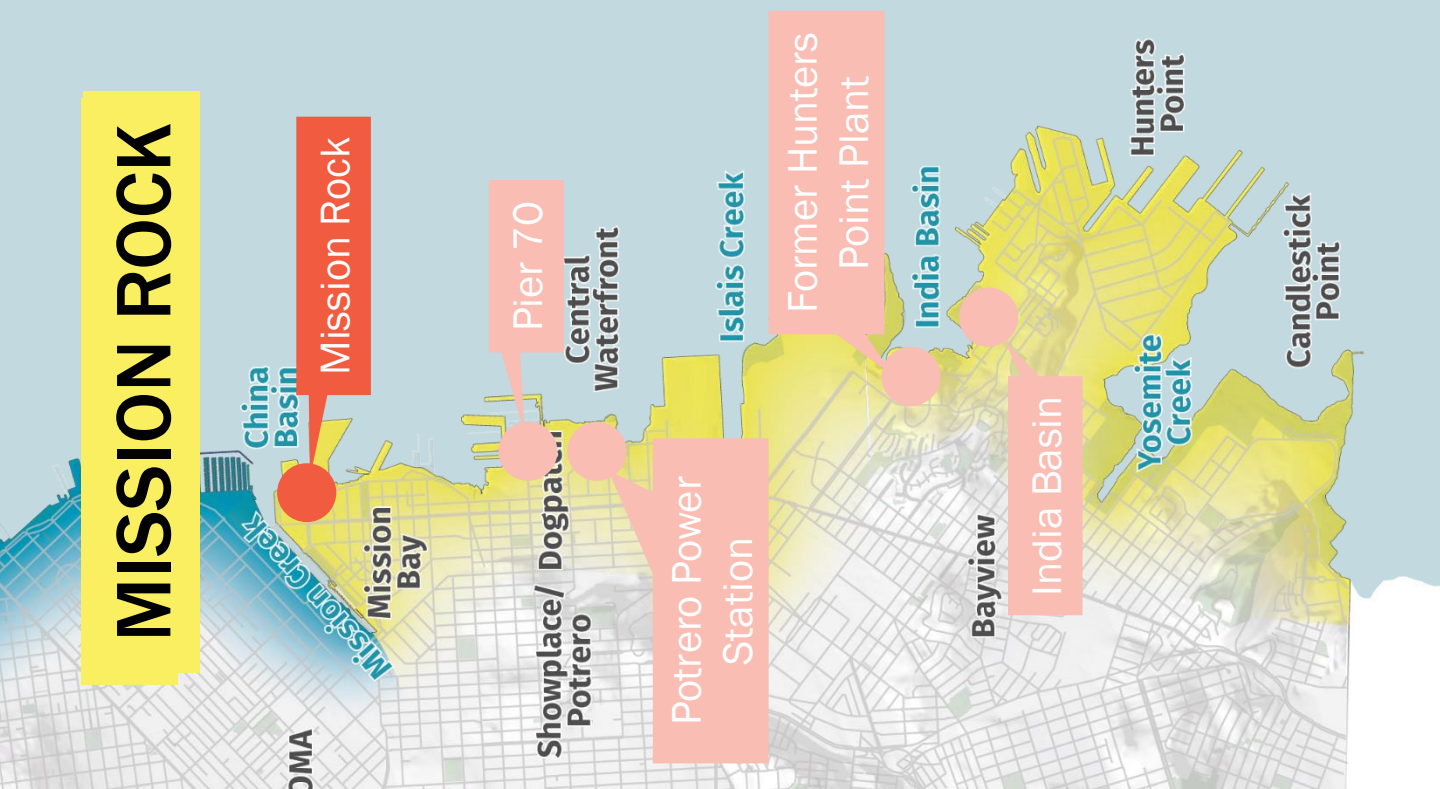 MISSION ROCK
China
Basin
Mission Rock
Mission Creek
Mission
Bay
OMA
Pier 70
Central
Waterfront
Showplace/ Dogpatch
Potrero
Potrero Power
Station
Islais Creek
Former Hunters
Point Plant
India Basin
India Basin
Bayview
Hunters
Point
Yosemite
Creek
Candlestick
Point